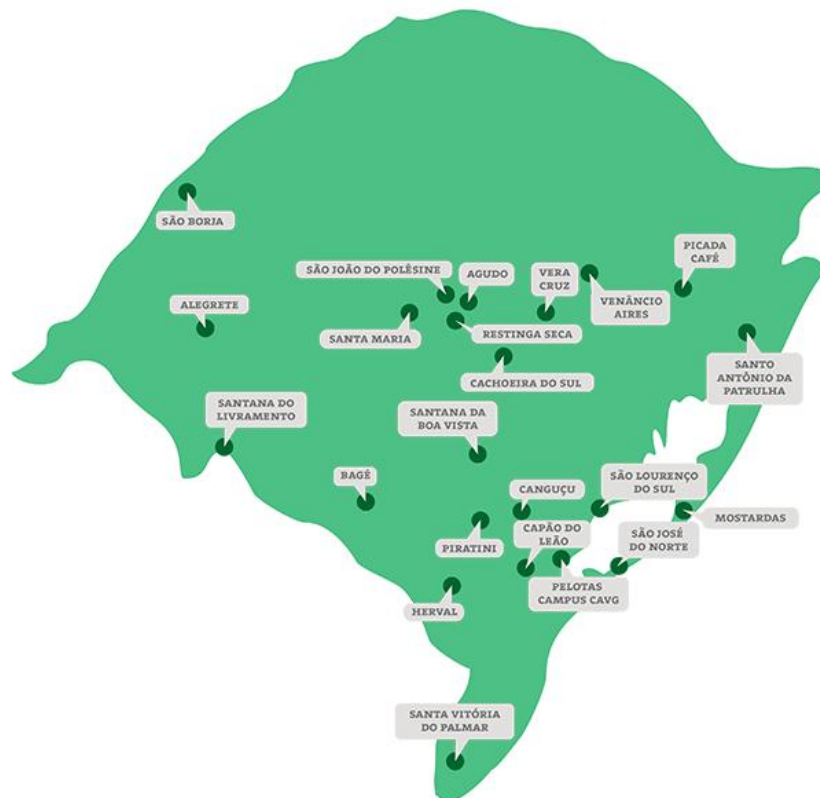 SÃO BORJA
PICADA
CAFÉ
SÃO JOÃO DO POLÊSINE
AGUDO
VERA
CRUZ
VENÂNCIO
AIRES
ALEGRETE
SANTA MARIA
RESTINGA SECA
CACHOEIRA DO SUL
SANTO
ANTÔNIO DA
PATRULHA
SANTANA DO
LIVRAMENTO
SANTANA DA
BOA VISTA
BAGÉ
CANGUÇU
SÃO LOURENÇO
DO SUL
MOSTARDAS
PIRATINI
CAPÃO DO
LEÃO
SÃO JOSÉ
DO NORTE
PELOTAS
CAMPUS CAVG
HERVAL
SANTA VITÓRIA
DO PALMAR